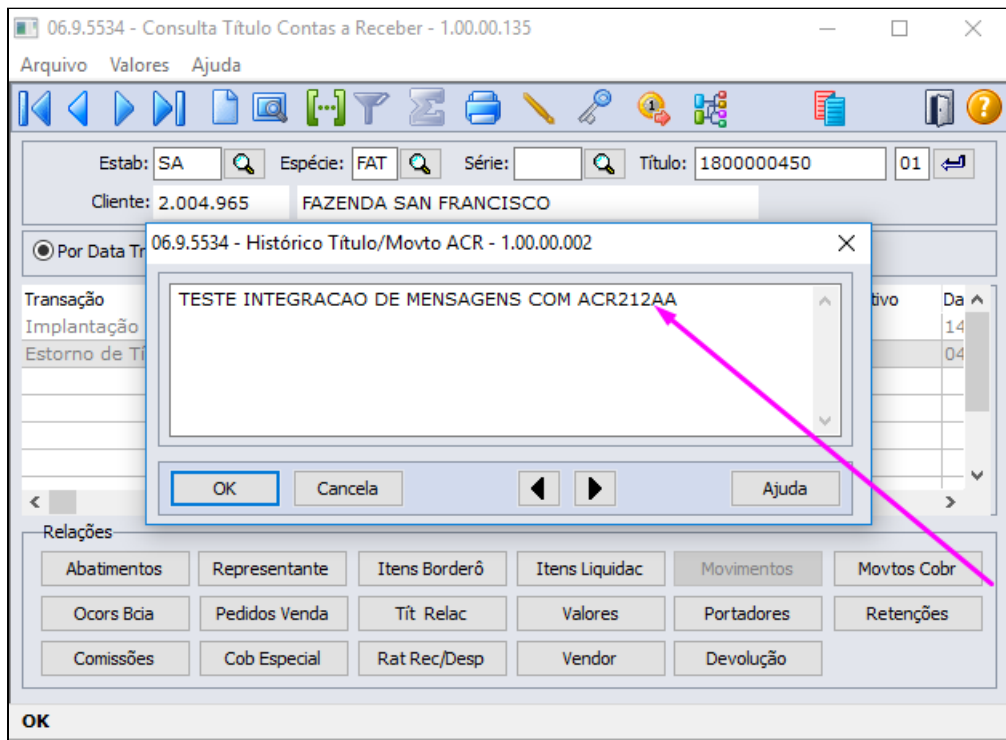 06.9.5534 - Consulta Título Contas a Receber - 1.00.00.135
Arquivo Valores Ajuda
Estab: SA Espécie: FAT Série: Título: 1800000450 01
Cliente: 2.004.965 FAZENDA SAN FRANCISCO
06.9.5534 - Histórico Título/Movto ACR - 1.00.00.002
Por Data Tr
TESTE INTEGRACAO DE MENSAGENS COM ACR212AA
Transação tivo Da
Implantação 14
Estorno de Tí 04
OK Cancela Ajuda
Relações
Abatimentos Representante Itens Borderô Itens Liquidac Movimentos Movtos Cobr
Ocors Bcia Pedidos Venda Tít Relac Valores Portadores Retenções
Comissões Cob Especial Rat Rec/Desp Vendor Devolução
OK